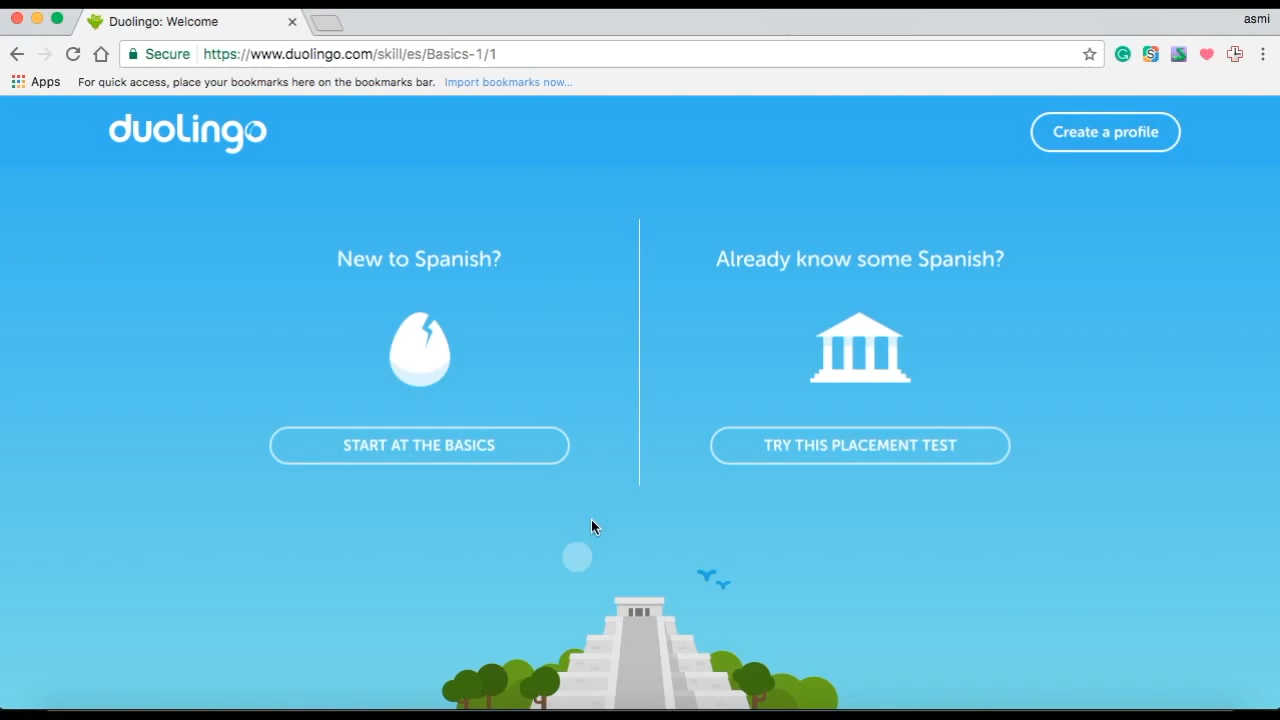 Duolingo: Welcome
asmi
Secure https://www.duolingo.com/skill/es/Basics-1/1
Apps For quick access, place your bookmarks here on the bookmarks bar. Import bookmarks now...
duolingo
Create a profile
New to Spanish?
Already know some Spanish?
START AT THE BASICS
TRY THIS PLACEMENT TEST